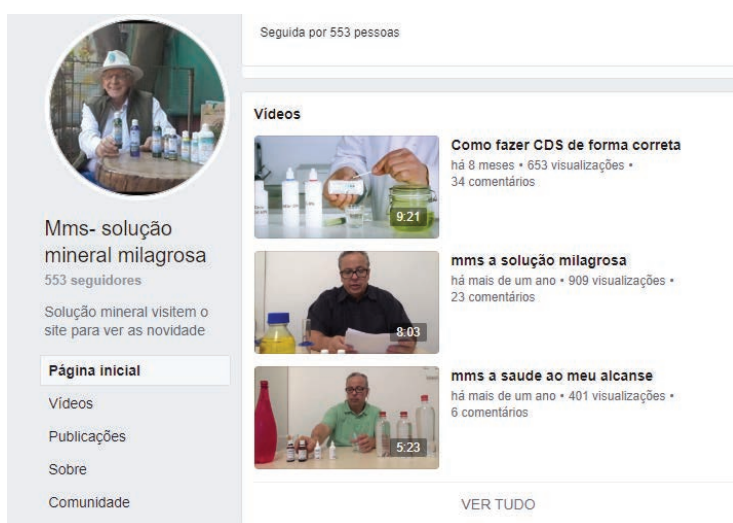 Seguida por 553 pessoas
Mms- solução
mineral milagrosa
553 seguidores
Solução mineral visitem o
site para ver as novidade
Página inicial
Vídeos
Publicações
Sobre
Comunidade
Vídeos
9:21
Como fazer CDS de forma correta
há 8 meses • 653 visualizações •
34 comentários
8:03
mms a solução milagrosa
há mais de um ano • 909 visualizações •
23 comentários
5:23
mms a saude ao meu alcanse
há mais de um ano • 401 visualizações •
6 comentários
VER TUDO